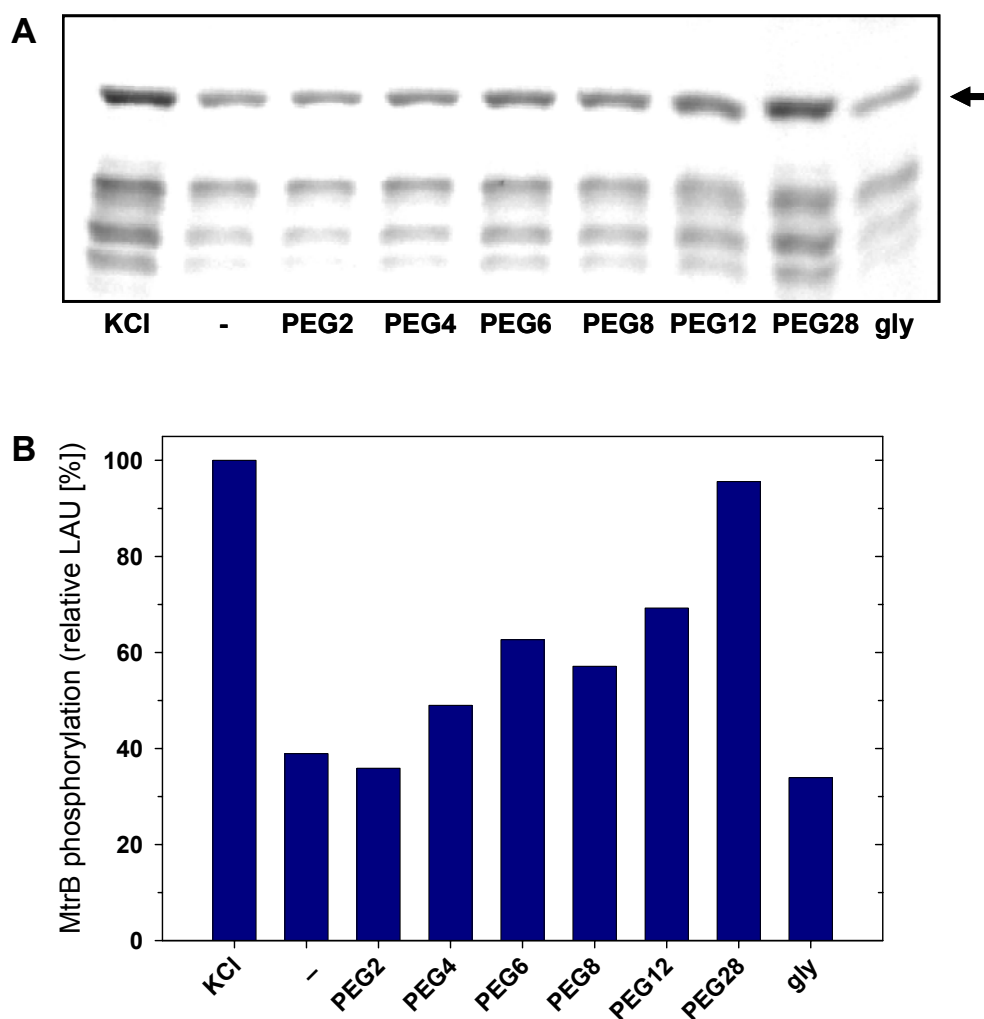 A
KCl - PEG2 PEG4 PEG6 PEG8 PEG12 PEG28 gly
B
MtrB phosphorylation (relative LAU [%])
100
80
60
40
20
0
KCl – PEG2 PEG4 PEG6 PEG8 PEG12 PEG28 gly